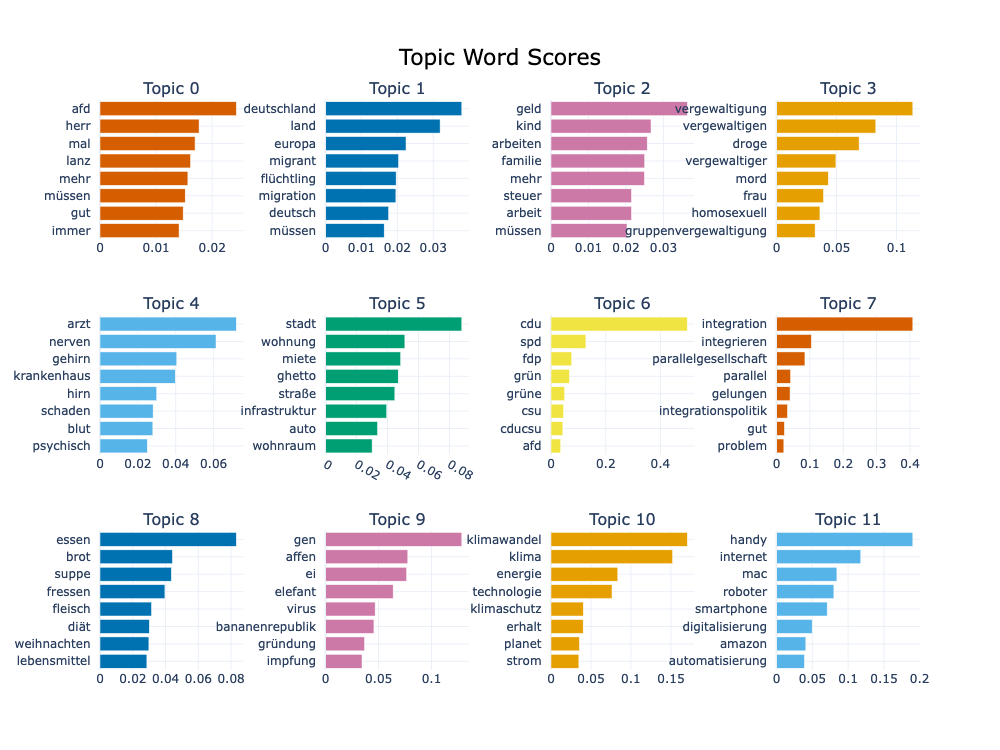 Topic Word Scores
Topic 0
afd
herr
mal
lanz
mehr
müssen
gut
immer
0 0.01 0.02
Topic 1
deutschland
land
europa
migrant
flüchtling
migration
deutsch
müssen
0 0.01 0.02 0.03
Topic 2
geld
kind
arbeiten
familie
mehr
steuer
arbeit
müssen
0 0.01 0.02 0.03
Topic 3
vergewaltigung
vergewaltigen
droge
vergewaltiger
mord
frau
homosexuell
gruppenvergewaltigung
0 0.05 0.1
Topic 4
arzt
nerven
gehirn
krankenhaus
hirn
schaden
blut
psychisch
0 0.02 0.04 0.06
Topic 5
stadt
wohnung
miete
ghetto
straße
infrastruktur
auto
wohnraum
0 0.02 0.04 0.06 0.08
Topic 6
cdu
spd
fdp
grün
grüne
csu
cducsu
afd
0 0.2 0.4
Topic 7
integration
integrieren
parallelgesellschaft
parallel
gelungen
integrationspolitik
gut
problem
0 0.1 0.2 0.3 0.4
Topic 8
essen
brot
suppe
fressen
fleisch
diät
weihnachten
lebensmittel
0 0.02 0.04 0.06 0.08
Topic 9
gen
affen
ei
elefant
virus
bananenrepublik
gründung
impfung
0 0.05 0.1
Topic 10
klimawandel
klima
energie
technologie
klimaschutz
erhalt
planet
strom
0 0.05 0.1 0.15
Topic 11
handy
internet
mac
roboter
smartphone
digitalisierung
amazon
automatisierung
0 0.05 0.1 0.15 0.2